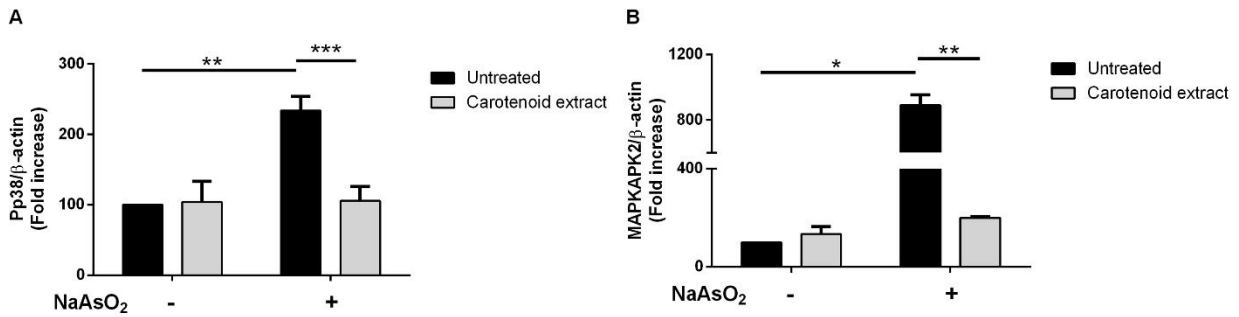 A
Pp38/β-actin
(Fold increase)
300
200
100
0
**
***
Untreated
Carotenoid extract
NaAsO₂ - +
B
MAPKAPK2/β-actin
(Fold increase)
1200
800
400
0
*
**
Untreated
Carotenoid extract
NaAsO₂ - +